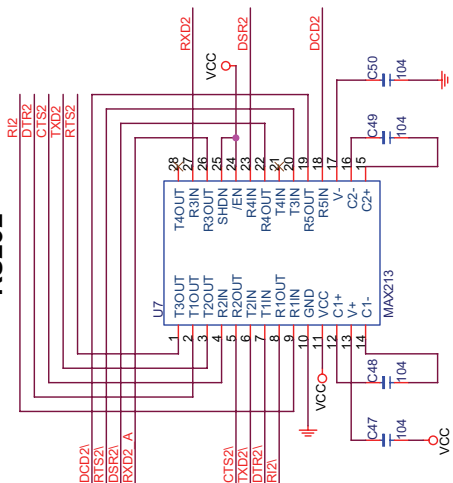 RI2
DTR2
CTS2
TXD2
RTS2
RXD2
DSR2
DCD2
VCC
C50
104
C49
104
28
27
26
25
24
23
22
21
20
19
18
17
16
15
T4OUT
R3IN
R3OUT
SHDN
/EN
R4IN
R4OUT
T4IN
T3IN
R5OUT
R5IN
V-
C2-
C2+
U7
MAX213
T3OUT
T1OUT
T2OUT
R2IN
R2OUT
T2IN
T1IN
R1OUT
R1IN
GND
VCC
C1+
V+
C1-
1
2
3
4
5
6
7
8
9
10
11
12
13
14
VCC
C48
104
C47
104
VCC
DCD2\
RTS2\
DSR2\
RXD2_A
CTS2\
TXD2\
DTR2\
RI2\